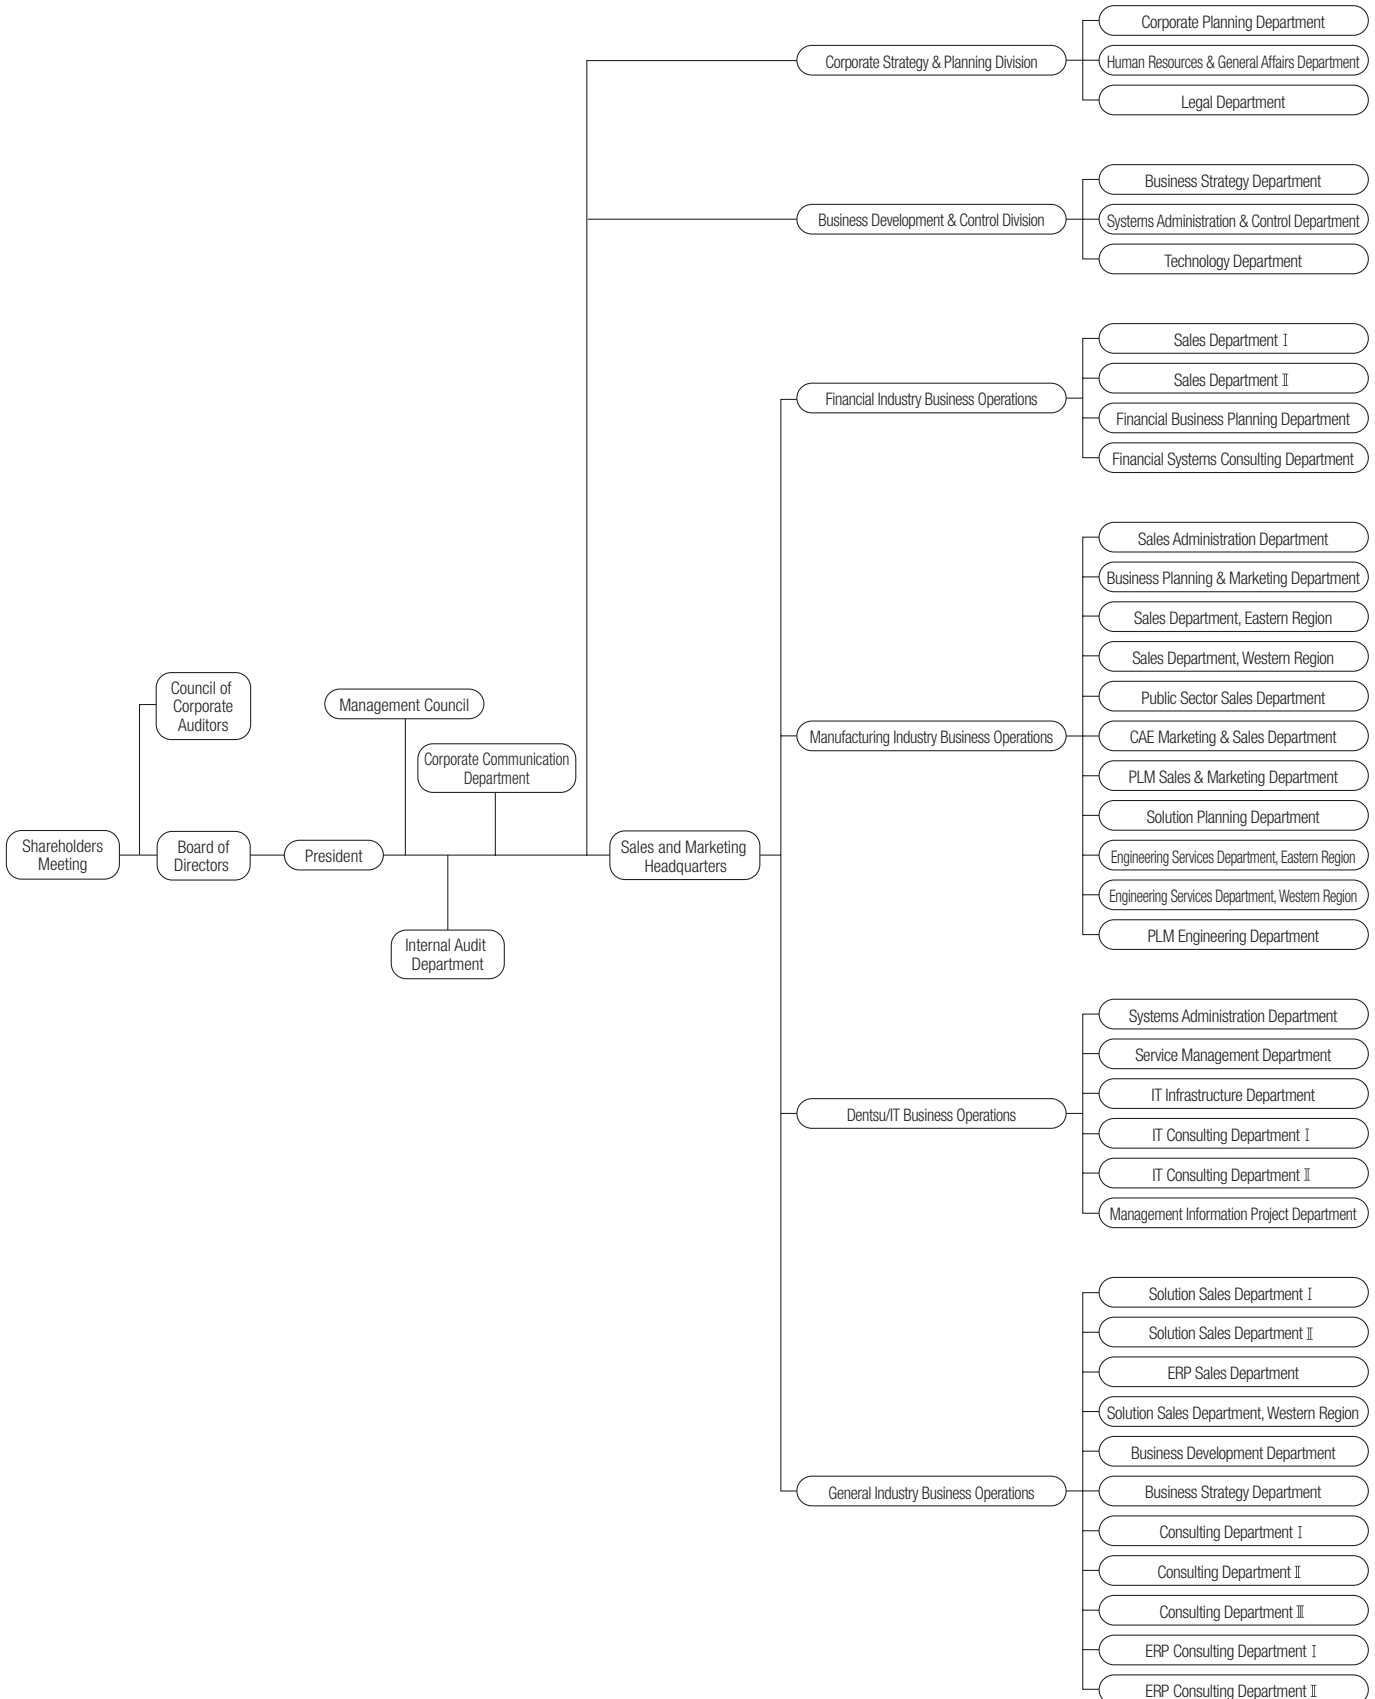 Shareholders
Meeting
Council of
Corporate
Auditors
Board of
Directors
President
Management Council
Corporate Communication
Department
Internal Audit
Department
Sales and Marketing
Headquarters
Corporate Strategy & Planning Division
Corporate Planning Department
Human Resources & General Affairs Department
Legal Department
Business Development & Control Division
Business Strategy Department
Systems Administration & Control Department
Technology Department
Financial Industry Business Operations
Sales Department Ⅰ
Sales Department Ⅱ
Financial Business Planning Department
Financial Systems Consulting Department
Manufacturing Industry Business Operations
Sales Administration Department
Business Planning & Marketing Department
Sales Department, Eastern Region
Sales Department, Western Region
Public Sector Sales Department
CAE Marketing & Sales Department
PLM Sales & Marketing Department
Solution Planning Department
Engineering Services Department, Eastern Region
Engineering Services Department, Western Region
PLM Engineering Department
Dentsu/IT Business Operations
Systems Administration Department
Service Management Department
IT Infrastructure Department
IT Consulting Department Ⅰ
IT Consulting Department Ⅱ
Management Information Project Department
General Industry Business Operations
Solution Sales Department Ⅰ
Solution Sales Department Ⅱ
ERP Sales Department
Solution Sales Department, Western Region
Business Development Department
Business Strategy Department
Consulting Department Ⅰ
Consulting Department Ⅱ
Consulting Department Ⅲ
ERP Consulting Department Ⅰ
ERP Consulting Department Ⅱ